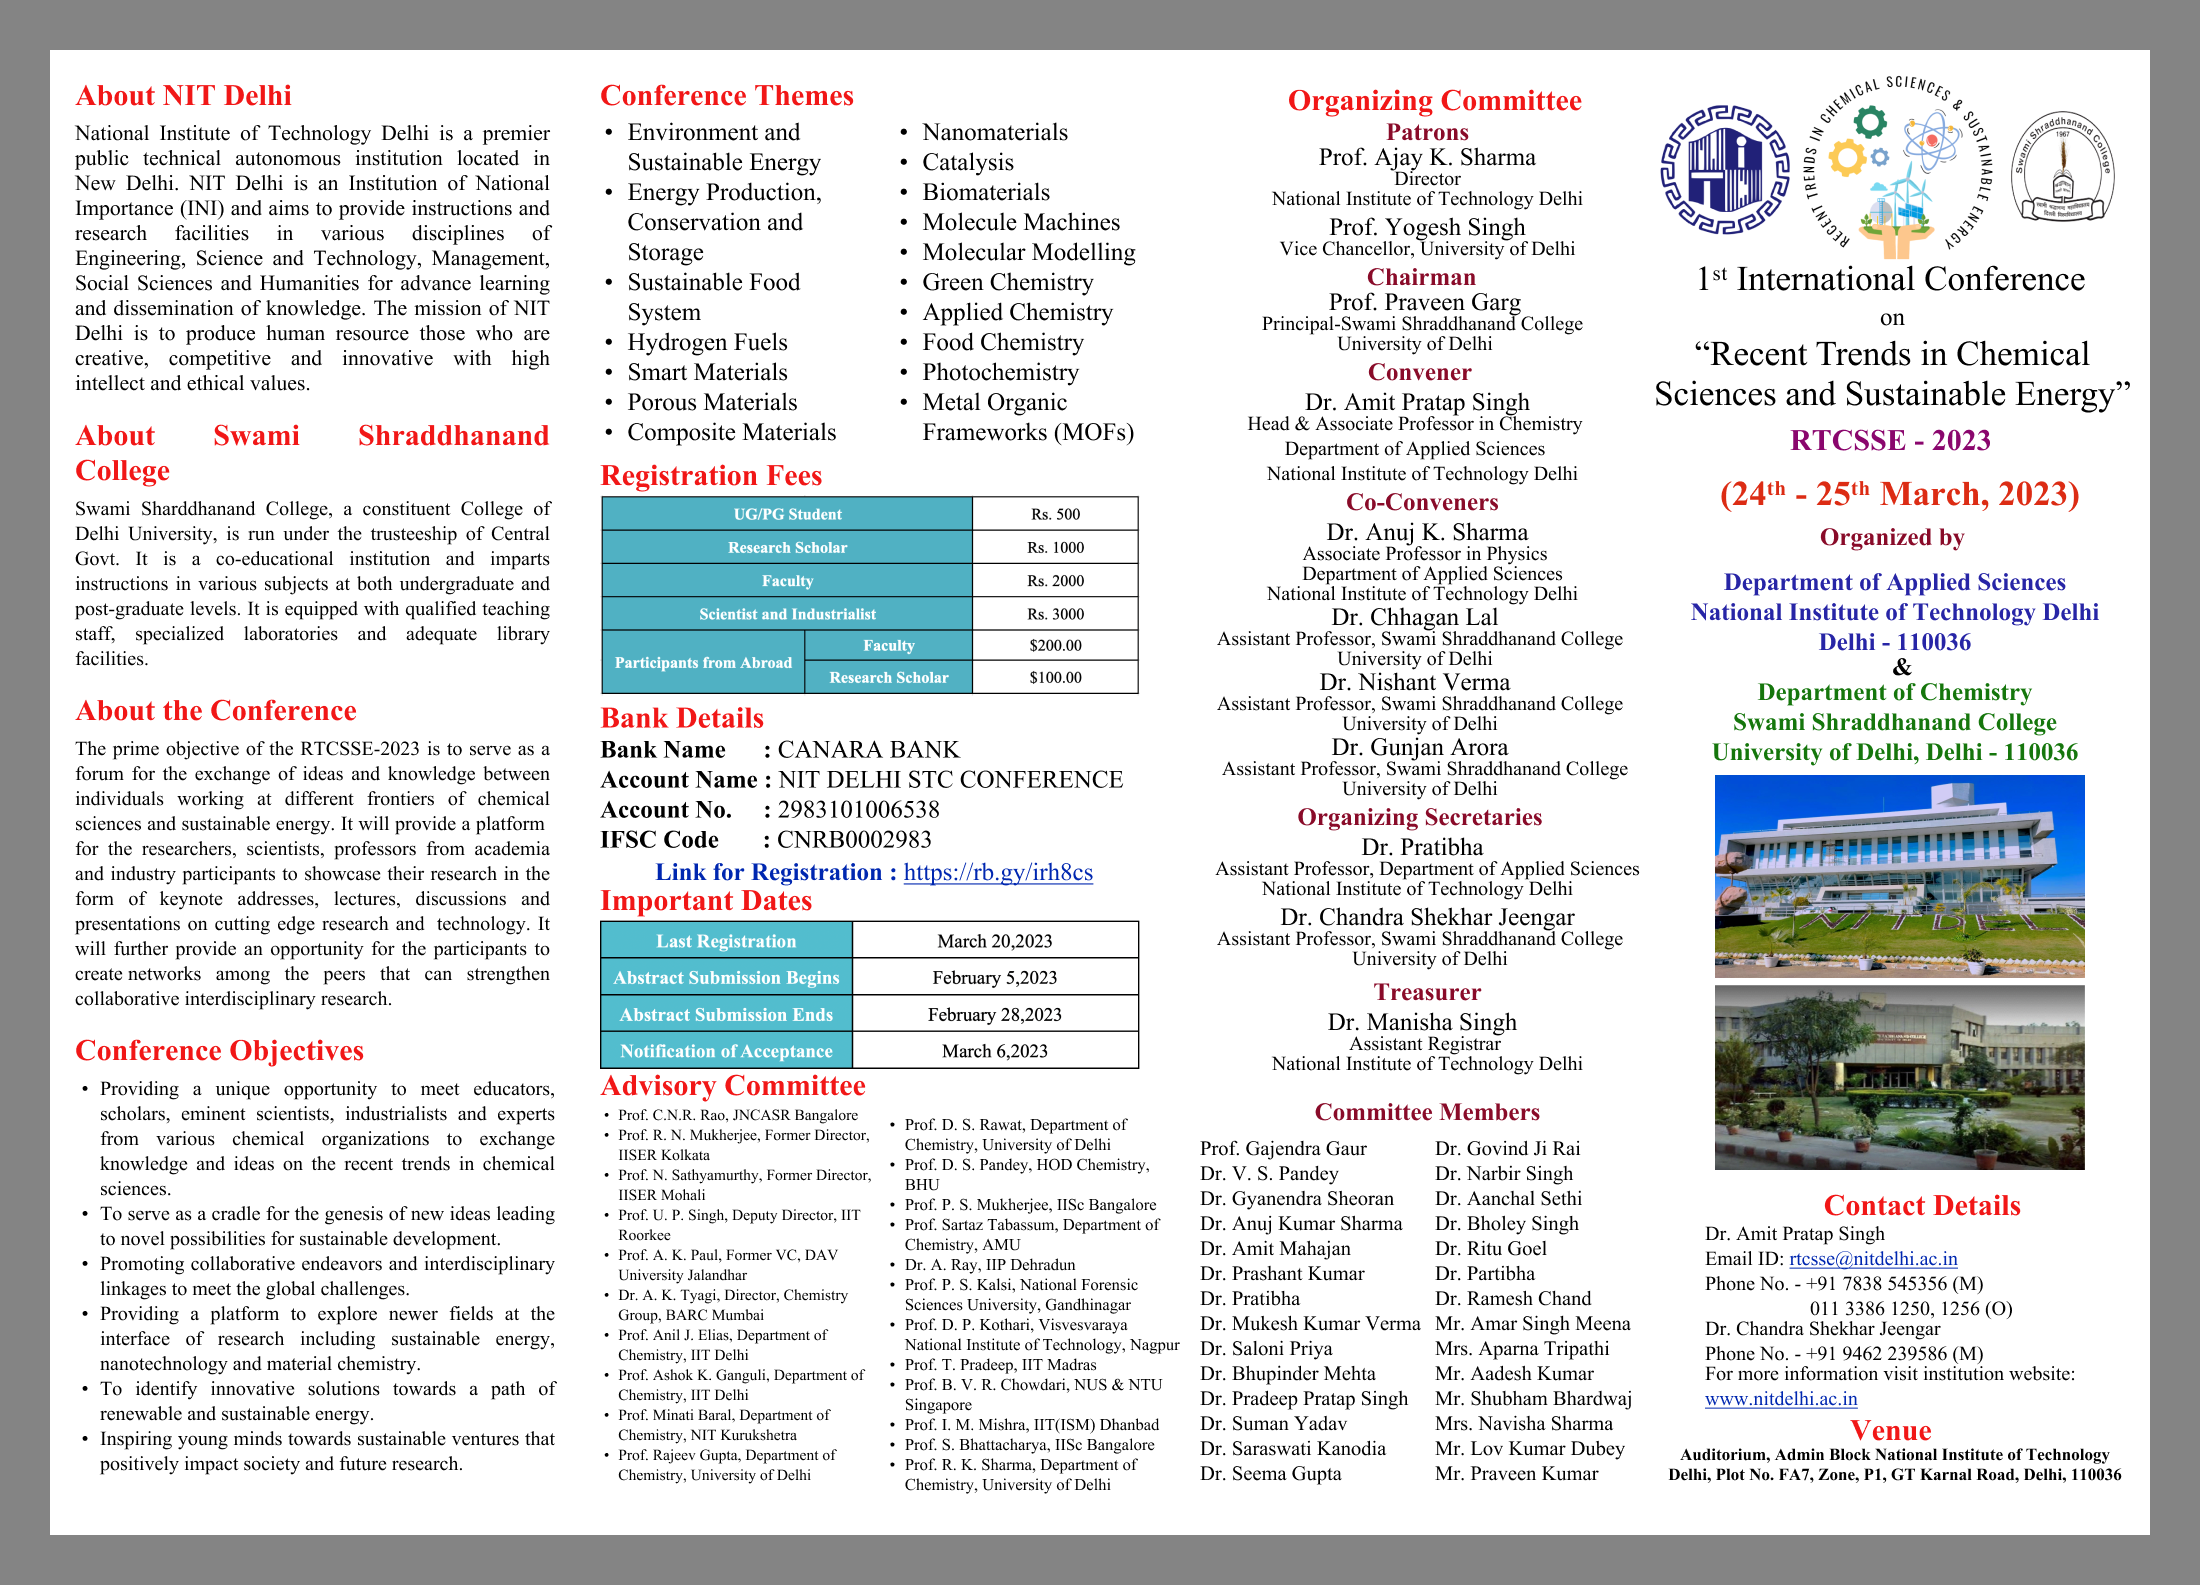 About NIT Delhi
National Institute of Technology Delhi is a premier
public technical autonomous institution located in
New Delhi. NIT Delhi is an Institution of National
Importance (INI) and aims to provide instructions and
research facilities in various disciplines of
Engineering, Science and Technology, Management,
Social Sciences and Humanities for advance learning
and dissemination of knowledge. The mission of NIT
Delhi is to produce human resource those who are
creative, competitive and innovative with high
intellect and ethical values.
About Swami Shraddhanand
College
Swami Sharddhanand College, a constituent College of
Delhi University, is run under the trusteeship of Central
Govt. It is a co-educational institution and imparts
instructions in various subjects at both undergraduate and
post-graduate levels. It is equipped with qualified teaching
staff, specialized laboratories and adequate library
facilities.
About the Conference
The prime objective of the RTCSSE-2023 is to serve as a
forum for the exchange of ideas and knowledge between
individuals working at different frontiers of chemical
sciences and sustainable energy. It will provide a platform
for the researchers, scientists, professors from academia
and industry participants to showcase their research in the
form of keynote addresses, lectures, discussions and
presentations on cutting edge research and technology. It
will further provide an opportunity for the participants to
create networks among the peers that can strengthen
collaborative interdisciplinary research.
Conference Objectives
• Providing a unique opportunity to meet educators,
scholars, eminent scientists, industrialists and experts
from various chemical organizations to exchange
knowledge and ideas on the recent trends in chemical
sciences.
• To serve as a cradle for the genesis of new ideas leading
to novel possibilities for sustainable development.
• Promoting collaborative endeavors and interdisciplinary
linkages to meet the global challenges.
• Providing a platform to explore newer fields at the
interface of research including sustainable energy,
nanotechnology and material chemistry.
• To identify innovative solutions towards a path of
renewable and sustainable energy.
• Inspiring young minds towards sustainable ventures that
positively impact society and future research.
Conference Themes
• Environment and
Sustainable Energy
• Energy Production,
Conservation and
Storage
• Sustainable Food
System
• Hydrogen Fuels
• Smart Materials
• Porous Materials
• Composite Materials
• Nanomaterials
• Catalysis
• Biomaterials
• Molecule Machines
• Molecular Modelling
• Green Chemistry
• Applied Chemistry
• Food Chemistry
• Photochemistry
• Metal Organic
Frameworks (MOFs)
Registration Fees
UG/PG Student Rs. 500
Research Scholar Rs. 1000
Faculty Rs. 2000
Scientist and Industrialist Rs. 3000
Participants from Abroad Faculty $200.00
Research Scholar $100.00
Bank Details
Bank Name : CANARA BANK
Account Name : NIT DELHI STC CONFERENCE
Account No. : 2983101006538
IFSC Code : CNRB0002983
Link for Registration : https://rb.gy/irh8cs
Important Dates
Last Registration March 20,2023
Abstract Submission Begins February 5,2023
Abstract Submission Ends February 28,2023
Notification of Acceptance March 6,2023
Advisory Committee
• Prof. C.N.R. Rao, JNCASR Bangalore
• Prof. R. N. Mukherjee, Former Director,
IISER Kolkata
• Prof. N. Sathyamurthy, Former Director,
IISER Mohali
• Prof. U. P. Singh, Deputy Director, IIT
Roorkee
• Prof. A. K. Paul, Former VC, DAV
University Jalandhar
• Dr. A. K. Tyagi, Director, Chemistry
Group, BARC Mumbai
• Prof. Anil J. Elias, Department of
Chemistry, IIT Delhi
• Prof. Ashok K. Ganguli, Department of
Chemistry, IIT Delhi
• Prof. Minati Baral, Department of
Chemistry, NIT Kurukshetra
• Prof. Rajeev Gupta, Department of
Chemistry, University of Delhi
• Prof. D. S. Rawat, Department of
Chemistry, University of Delhi
• Prof. D. S. Pandey, HOD Chemistry,
BHU
• Prof. P. S. Mukherjee, IISc Bangalore
• Prof. Sartaz Tabassum, Department of
Chemistry, AMU
• Dr. A. Ray, IIP Dehradun
• Prof. P. S. Kalsi, National Forensic
Sciences University, Gandhinagar
• Prof. D. P. Kothari, Visvesvaraya
National Institute of Technology, Nagpur
• Prof. T. Pradeep, IIT Madras
• Prof. B. V. R. Chowdari, NUS & NTU
Singapore
• Prof. I. M. Mishra, IIT(ISM) Dhanbad
• Prof. S. Bhattacharya, IISc Bangalore
• Prof. R. K. Sharma, Department of
Chemistry, University of Delhi
Organizing Committee
Patrons
Prof. Ajay K. Sharma
Director
National Institute of Technology Delhi
Prof. Yogesh Singh
Vice Chancellor, University of Delhi
Chairman
Prof. Praveen Garg
Principal-Swami Shraddhanand College
University of Delhi
Convener
Dr. Amit Pratap Singh
Head & Associate Professor in Chemistry
Department of Applied Sciences
National Institute of Technology Delhi
Co-Conveners
Dr. Anuj K. Sharma
Associate Professor in Physics
Department of Applied Sciences
National Institute of Technology Delhi
Dr. Chhagan Lal
Assistant Professor, Swami Shraddhanand College
University of Delhi
Dr. Nishant Verma
Assistant Professor, Swami Shraddhanand College
University of Delhi
Dr. Gunjan Arora
Assistant Professor, Swami Shraddhanand College
University of Delhi
Organizing Secretaries
Dr. Pratibha
Assistant Professor, Department of Applied Sciences
National Institute of Technology Delhi
Dr. Chandra Shekhar Jeengar
Assistant Professor, Swami Shraddhanand College
University of Delhi
Treasurer
Dr. Manisha Singh
Assistant Registrar
National Institute of Technology Delhi
Committee Members
Prof. Gajendra Gaur
Dr. V. S. Pandey
Dr. Gyanendra Sheoran
Dr. Anuj Kumar Sharma
Dr. Amit Mahajan
Dr. Prashant Kumar
Dr. Pratibha
Dr. Mukesh Kumar Verma
Dr. Saloni Priya
Dr. Bhupinder Mehta
Dr. Pradeep Pratap Singh
Dr. Suman Yadav
Dr. Saraswati Kanodia
Dr. Seema Gupta
Dr. Govind Ji Rai
Dr. Narbir Singh
Dr. Aanchal Sethi
Dr. Bholey Singh
Dr. Ritu Goel
Dr. Partibha
Dr. Ramesh Chand
Mr. Amar Singh Meena
Mrs. Aparna Tripathi
Mr. Aadesh Kumar
Mr. Shubham Bhardwaj
Mrs. Navisha Sharma
Mr. Lov Kumar Dubey
Mr. Praveen Kumar
RECENT TRENDS IN CHEMICAL SCIENCES & SUSTAINABLE ENERGY
Swami Shraddhanand College
1967
1st International Conference
on
“Recent Trends in Chemical
Sciences and Sustainable Energy”
RTCSSE - 2023
(24th - 25th March, 2023)
Organized by
Department of Applied Sciences
National Institute of Technology Delhi
Delhi - 110036
&
Department of Chemistry
Swami Shraddhanand College
University of Delhi, Delhi - 110036
NIT DEL
Contact Details
Dr. Amit Pratap Singh
Email ID: rtcsse@nitdelhi.ac.in
Phone No. - +91 7838 545356 (M)
011 3386 1250, 1256 (O)
Dr. Chandra Shekhar Jeengar
Phone No. - +91 9462 239586 (M)
For more information visit institution website:
www.nitdelhi.ac.in
Venue
Auditorium, Admin Block National Institute of Technology
Delhi, Plot No. FA7, Zone, P1, GT Karnal Road, Delhi, 110036